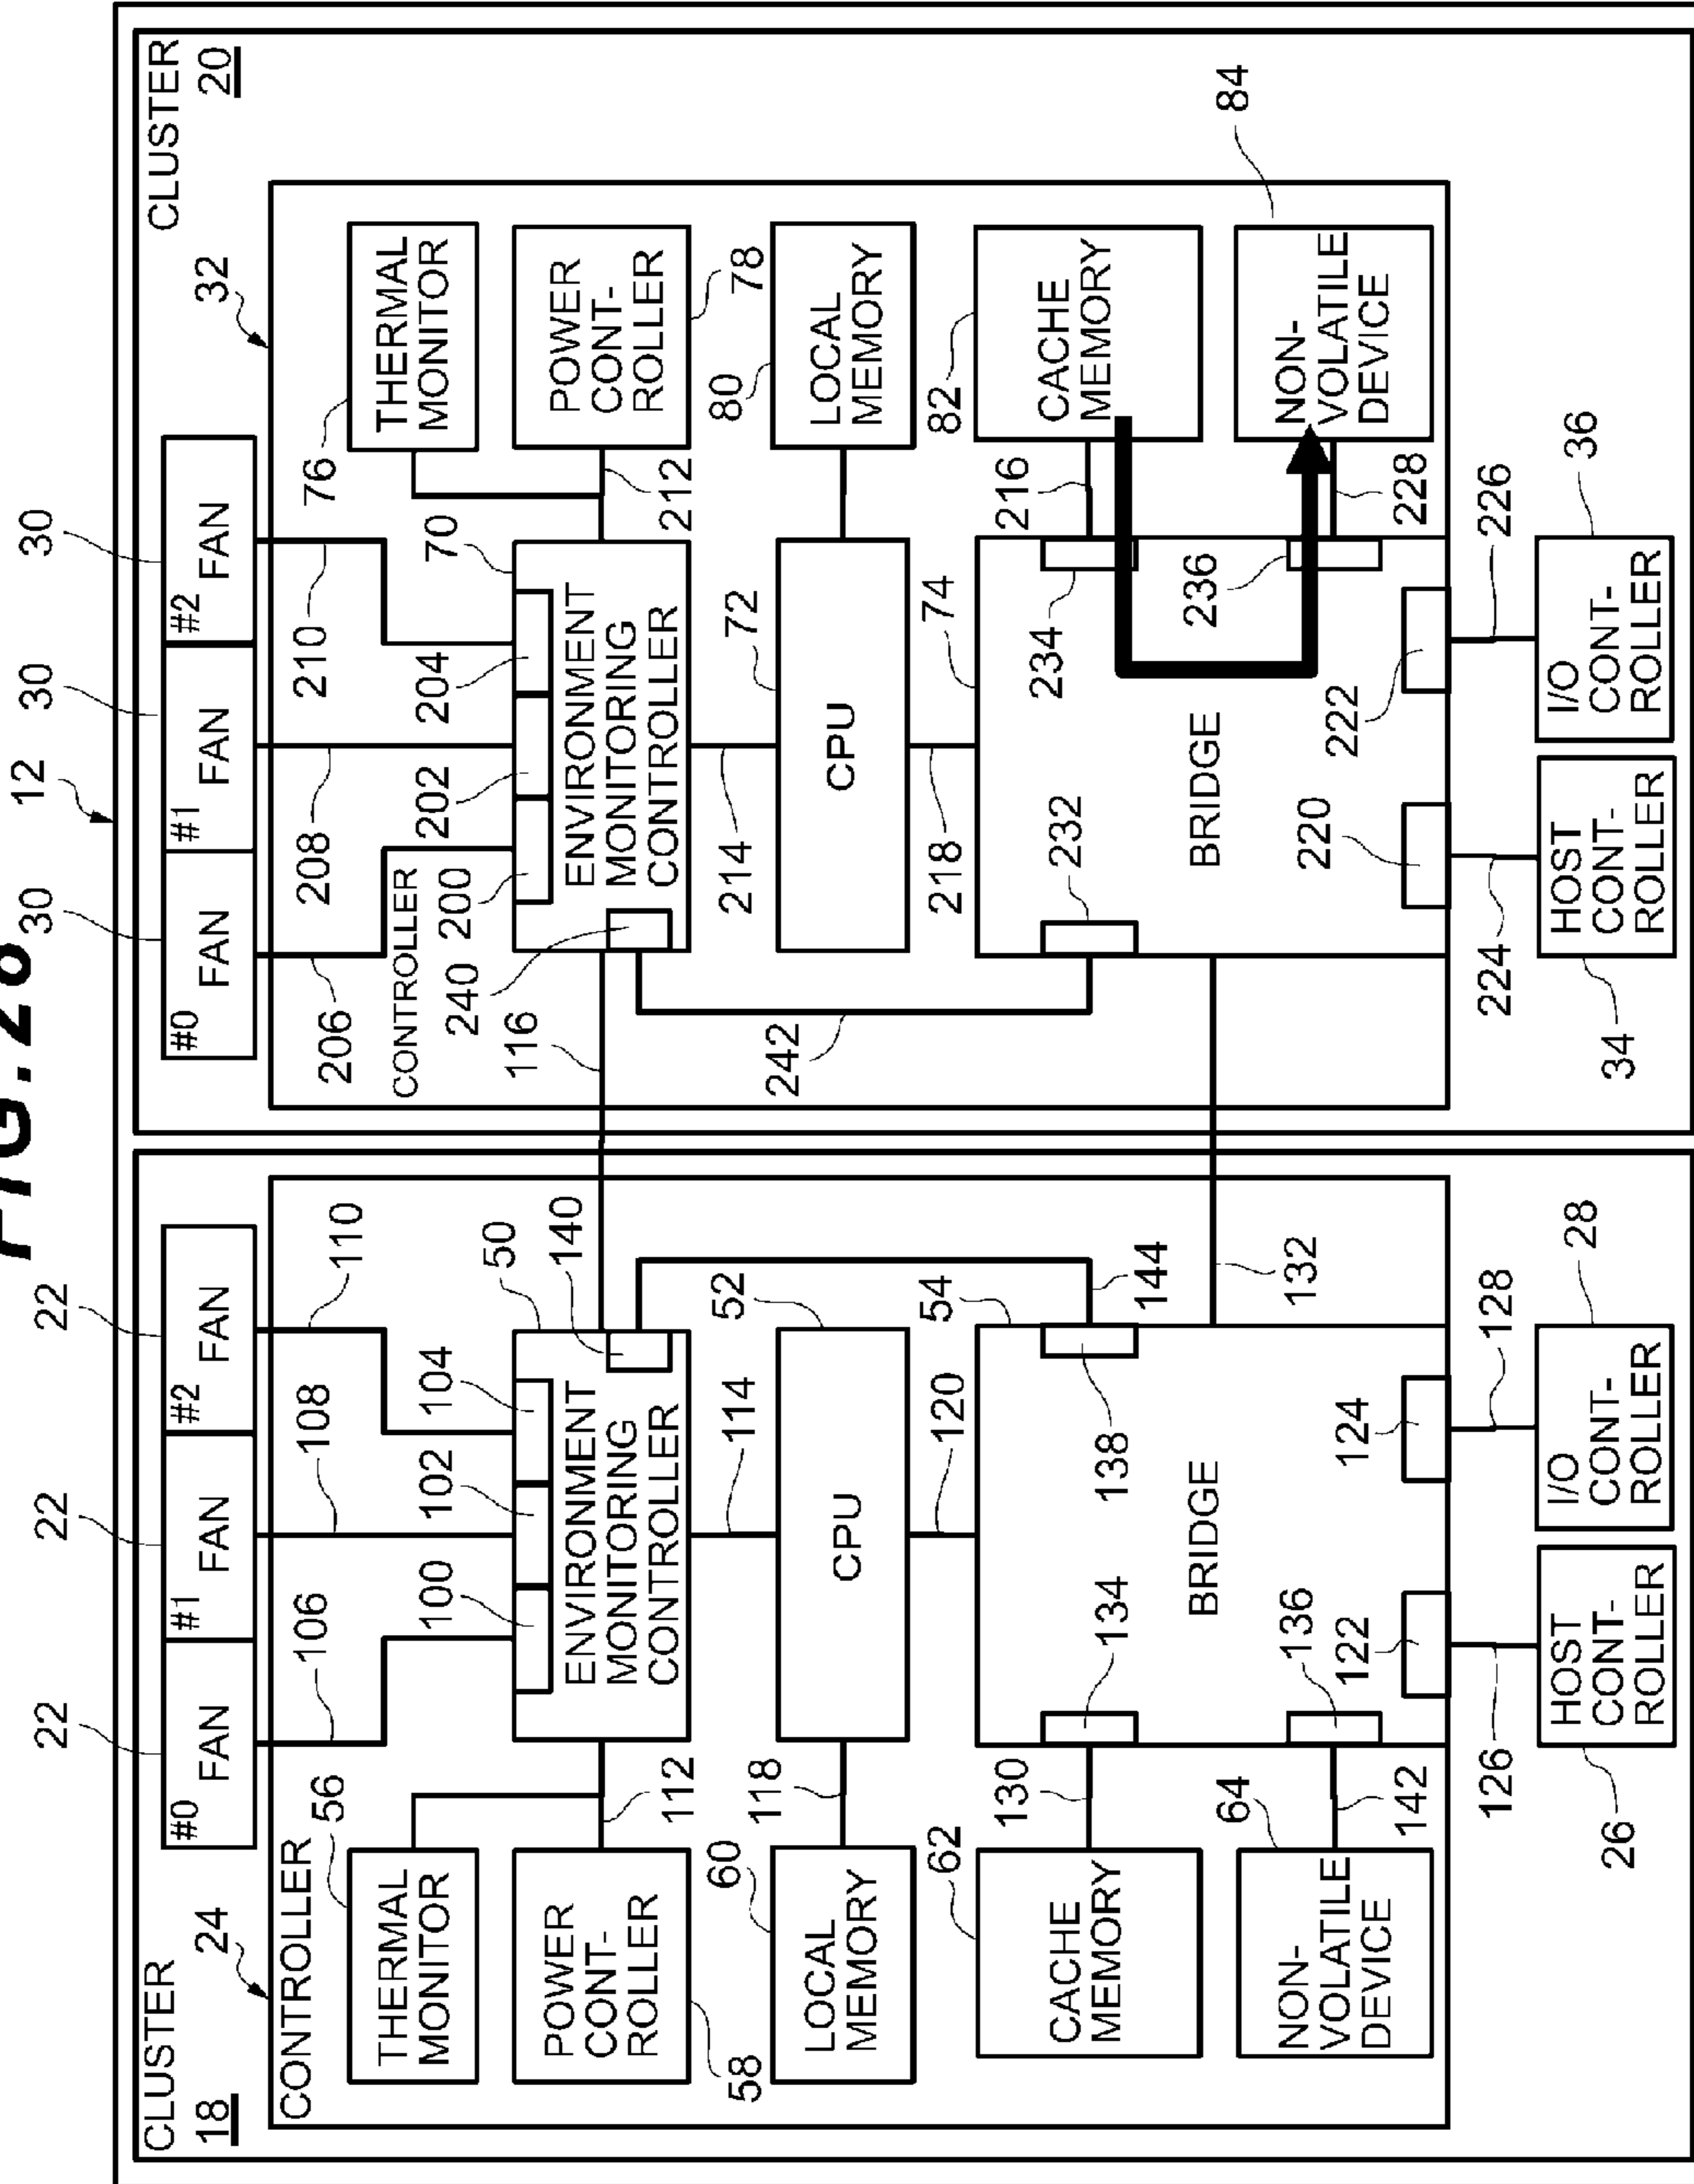 FIG.28
12
22
22
22
30
30
30
CLUSTER
18
24
#0
FAN
#1
FAN
#2
FAN
CONTROLLER
56
106
108
110
THERMAL
MONITOR
100
102
104
50
140
POWER
CONT-
ROLLER
58
112
ENVIRONMENT
MONITORING
CONTROLLER
114
52
60
118
LOCAL
MEMORY
CPU
62
120
54
130
134
138
144
CACHE
MEMORY
BRIDGE
132
64
136
142
NON-
VOLATILE
DEVICE
122
124
126
128
26
28
HOST
CONT-
ROLLER
I/O
CONT-
ROLLER
CLUSTER
20
32
#0
FAN
#1
FAN
#2
FAN
206
208
210
76
CONTROLLER
THERMAL
MONITOR
240
200
202
204
70
116
ENVIRONMENT
MONITORING
CONTROLLER
212
POWER
CONT-
ROLLER
78
214
72
80
242
CPU
LOCAL
MEMORY
218
74
82
232
234
216
CACHE
MEMORY
BRIDGE
236
84
NON-
VOLATILE
DEVICE
220
222
228
224
226
34
36
HOST
CONT-
ROLLER
I/O
CONT-
ROLLER